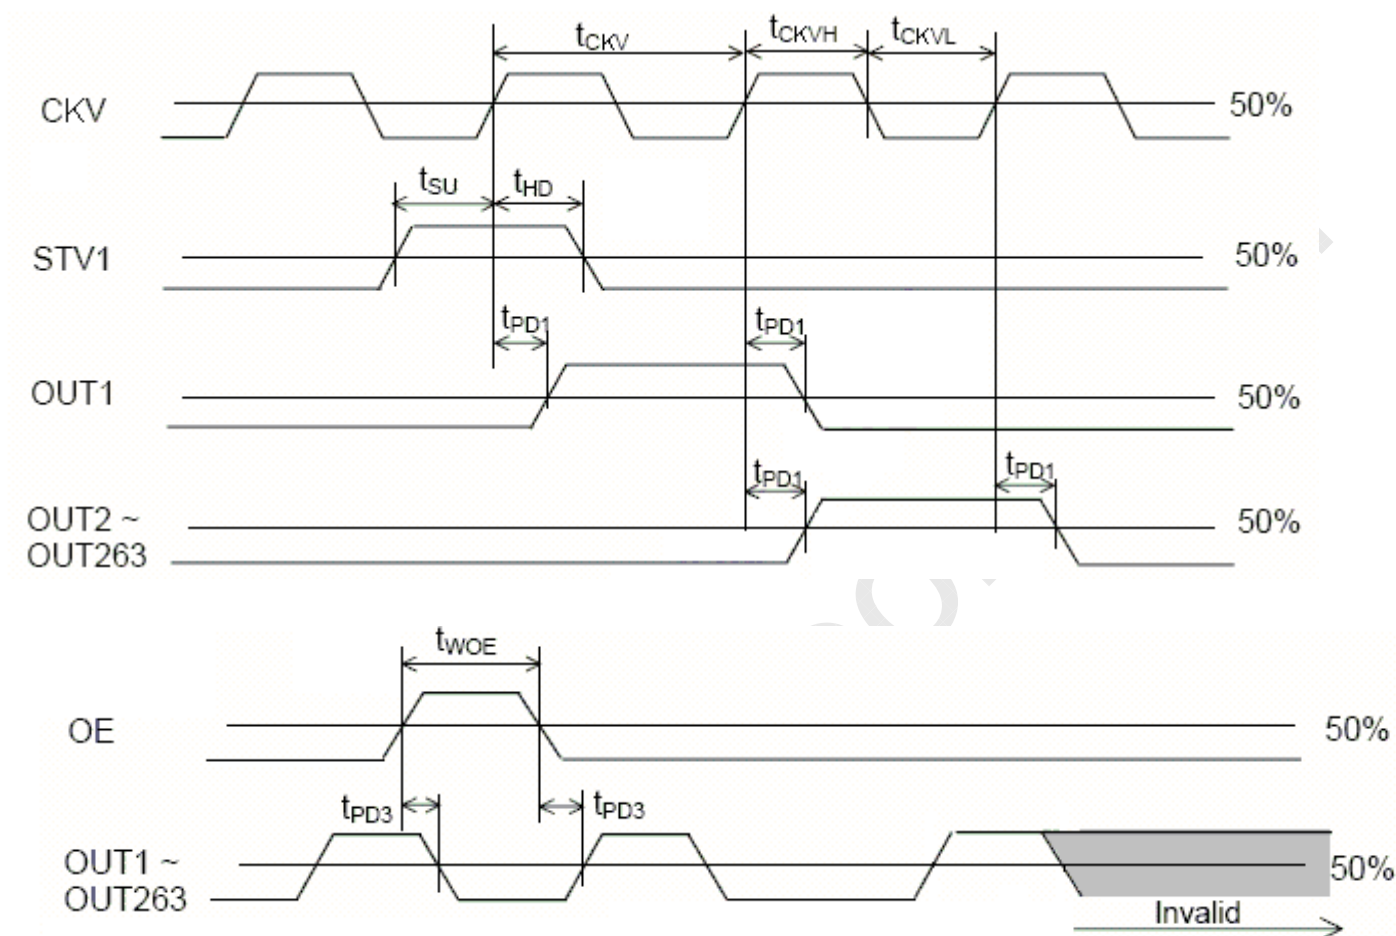 tCKV tCKVH tCKVL
CKV 50%
tSU tHD
STV1 50%
tPD1 tPD1
OUT1 50%
tPD1 tPD1
OUT2 ~ 50%
OUT263
tWOE
OE 50%
tPD3 tPD3
OUT1 ~ 50%
OUT263
Invalid